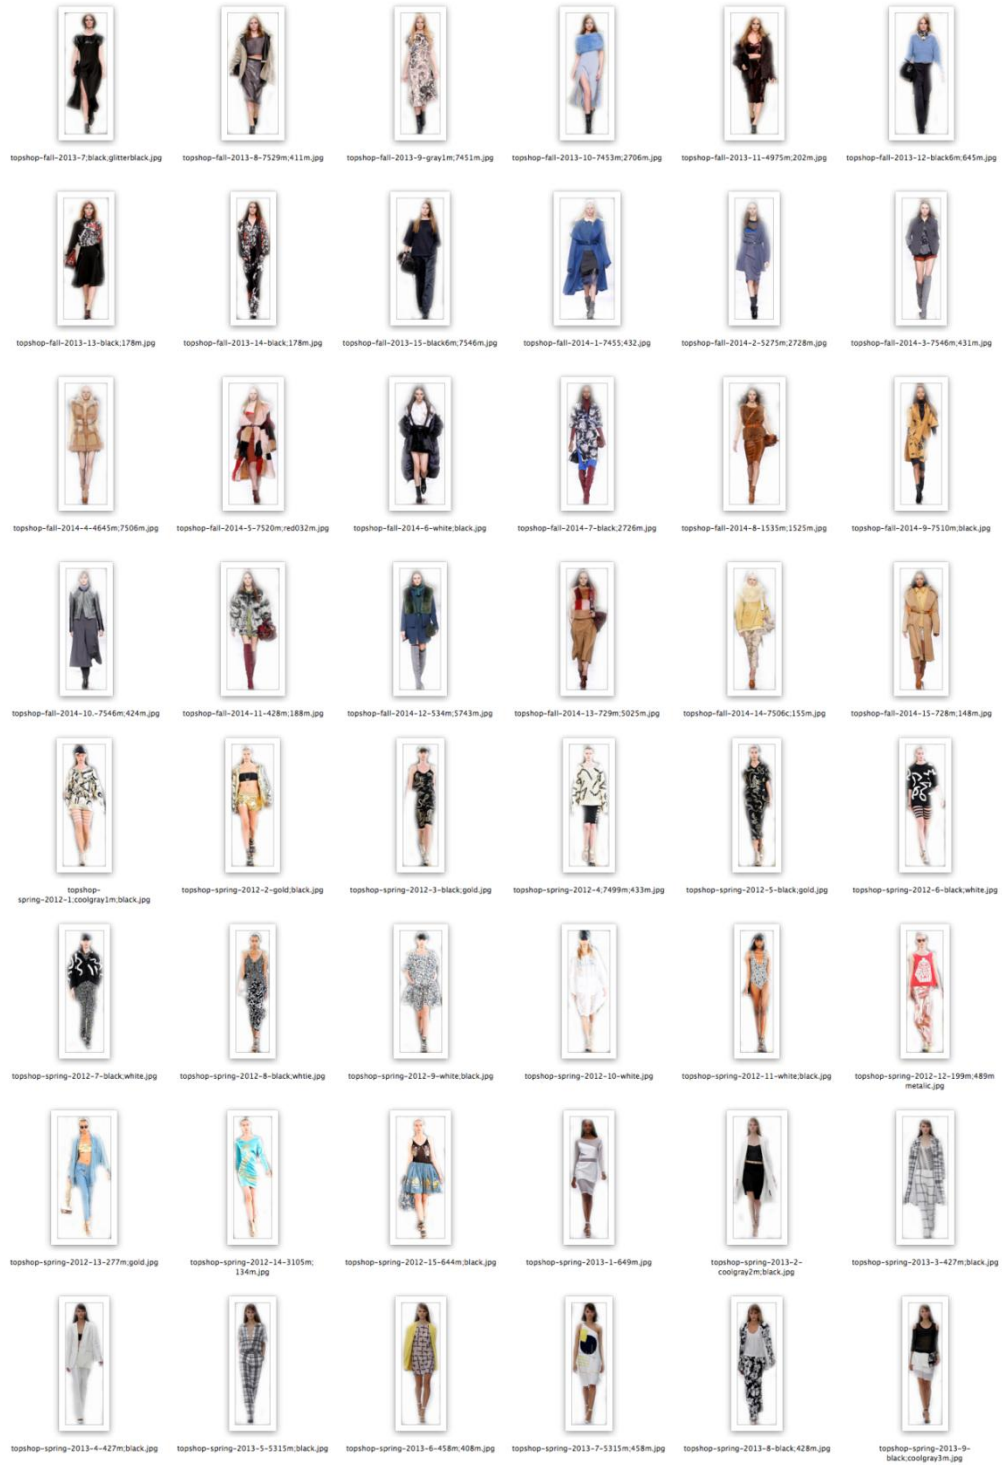 topshop-fall-2013-7;black;glitterblack.jpg
topshop-fall-2013-8-7529m;411m.jpg
topshop-fall-2013-9-gray1m;7451m.jpg
topshop-fall-2013-10-7453m;2706m.jpg
topshop-fall-2013-11-4975m;202m.jpg
topshop-fall-2013-12-black6m;645m.jpg
topshop-fall-2013-13-black;178m.jpg
topshop-fall-2013-14-black;178m.jpg
topshop-fall-2013-15-black6m;7546m.jpg
topshop-fall-2014-1-7455;432.jpg
topshop-fall-2014-2-5275m;2728m.jpg
topshop-fall-2014-3-7546m;431m.jpg
topshop-fall-2014-4-4645m;7506m.jpg
topshop-fall-2014-5-7520m;red032m.jpg
topshop-fall-2014-6-white;black.jpg
topshop-fall-2014-7-black;2726m.jpg
topshop-fall-2014-8-1535m;1525m.jpg
topshop-fall-2014-9-7510m;black.jpg
topshop-fall-2014-10.-7546m;424m.jpg
topshop-fall-2014-11-428m;188m.jpg
topshop-fall-2014-12-534m;5743m.jpg
topshop-fall-2014-13-729m;5025m.jpg
topshop-fall-2014-14-7506c;155m.jpg
topshop-fall-2014-15-728m;148m.jpg
topshop-
spring-2012-1;coolgray1m;black.jpg
topshop-spring-2012-2-gold;black.jpg
topshop-spring-2012-3-black;gold.jpg
topshop-spring-2012-4;7499m;433m.jpg
topshop-spring-2012-5-black;gold.jpg
topshop-spring-2012-6-black;white.jpg
topshop-spring-2012-7-black;white.jpg
topshop-spring-2012-8-black;whtie.jpg
topshop-spring-2012-9-white;black.jpg
topshop-spring-2012-10-white.jpg
topshop-spring-2012-11-white;black.jpg
topshop-spring-2012-12-199m;489m
metalic.jpg
topshop-spring-2012-13-277m;gold.jpg
topshop-spring-2012-14-3105m;
134m.jpg
topshop-spring-2012-15-644m;black.jpg
topshop-spring-2013-1-649m.jpg
topshop-spring-2013-2-
coolgray2m;black.jpg
topshop-spring-2013-3-427m;black.jpg
topshop-spring-2013-4-427m;black.jpg
topshop-spring-2013-5-5315m;black.jpg
topshop-spring-2013-6-458m;408m.jpg
topshop-spring-2013-7-5315m;458m.jpg
topshop-spring-2013-8-black;428m.jpg
topshop-spring-2013-9-
black;coolgray3m.jpg